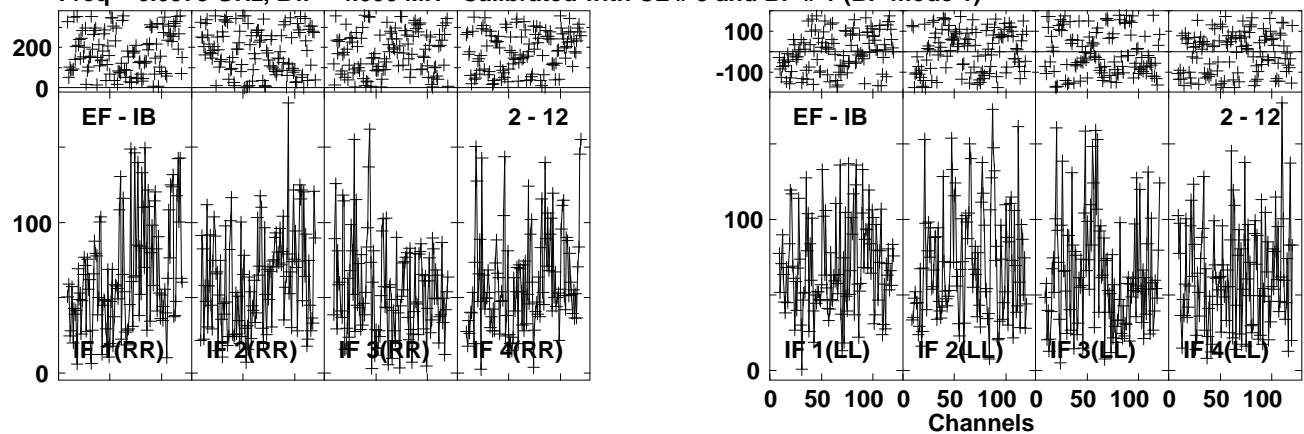 200
0
100
-100
EF - IB
2 - 12
EF - IB
2 - 12
100
0
100
0
IF 1(RR)
IF 2(RR)
IF 3(RR)
IF 4(RR)
IF 1(LL)
IF 2(LL)
IF 3(LL)
IF 4(LL)
0 50 100 0 50 100 0 50 100 0 50 100
Channels